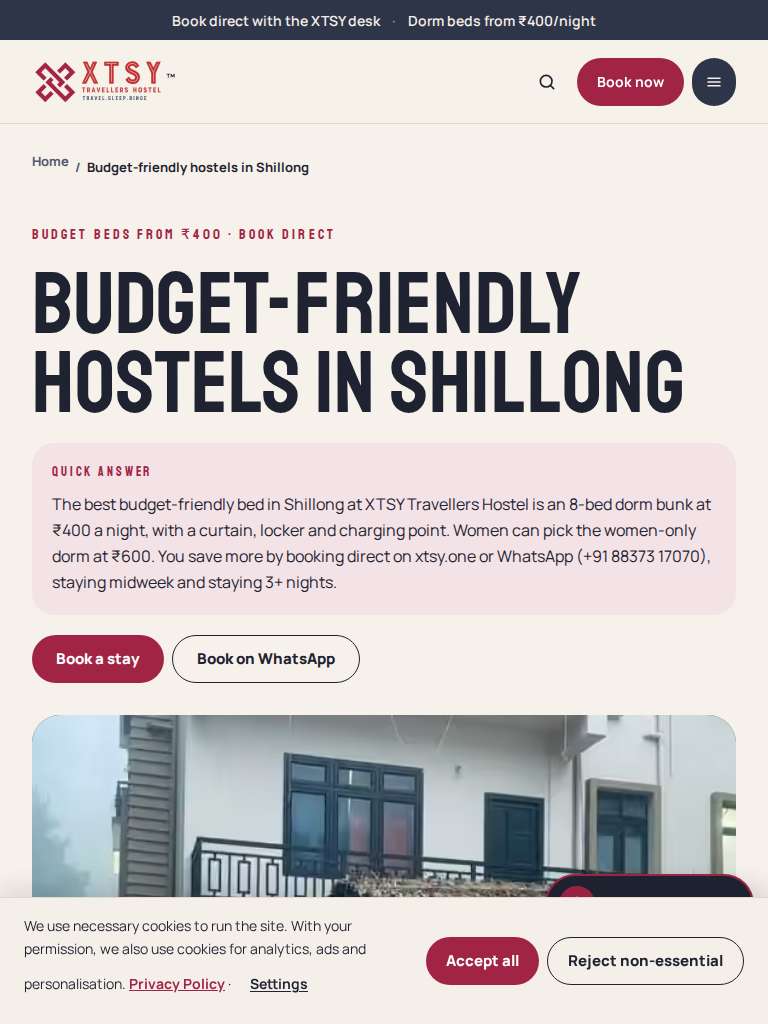 Book direct with the XTSY desk · Dorm beds from ₹400/night
XTSY™
TRAVELLERS HOSTEL
TRAVEL.SLEEP.BINGE
Book now
Home / Budget-friendly hostels in Shillong
BUDGET BEDS FROM ₹400 · BOOK DIRECT
BUDGET-FRIENDLY
HOSTELS IN SHILLONG
QUICK ANSWER
The best budget-friendly bed in Shillong at XTSY Travellers Hostel is an 8-bed dorm bunk at
₹400 a night, with a curtain, locker and charging point. Women can pick the women-only
dorm at ₹600. You save more by booking direct on xtsy.one or WhatsApp (+91 88373 17070),
staying midweek and staying 3+ nights.
Book a stay
Book on WhatsApp
We use necessary cookies to run the site. With your
permission, we also use cookies for analytics, ads and
personalisation. Privacy Policy · Settings
Accept all
Reject non-essential